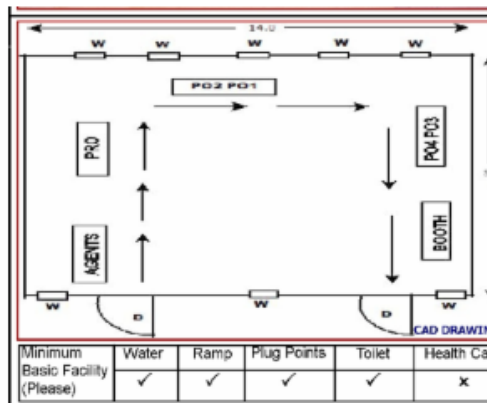 14.0
W W W W W
PO2 PO1
PRO
PO4 PO3
AGENTS
BOOTH
W W W
D D
CAD DRAWIN
Minimum Basic Facility (Please) Water Ramp Plug Points Toilet Health Ca
✓ ✓ ✓ ✓ x